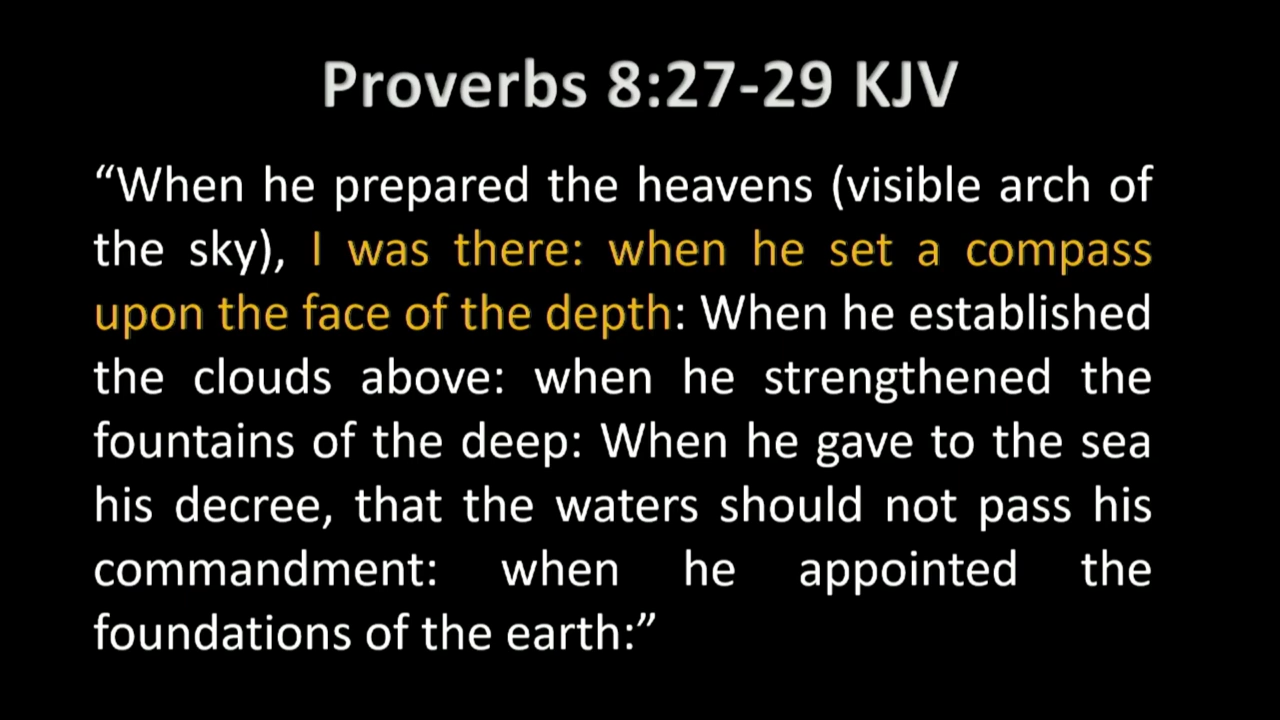 Proverbs 8:27-29 KJV
“When he prepared the heavens (visible arch of
the sky), I was there: when he set a compass
upon the face of the depth: When he established
the clouds above: when he strengthened the
fountains of the deep: When he gave to the sea
his decree, that the waters should not pass his
commandment: when he appointed the
foundations of the earth:”